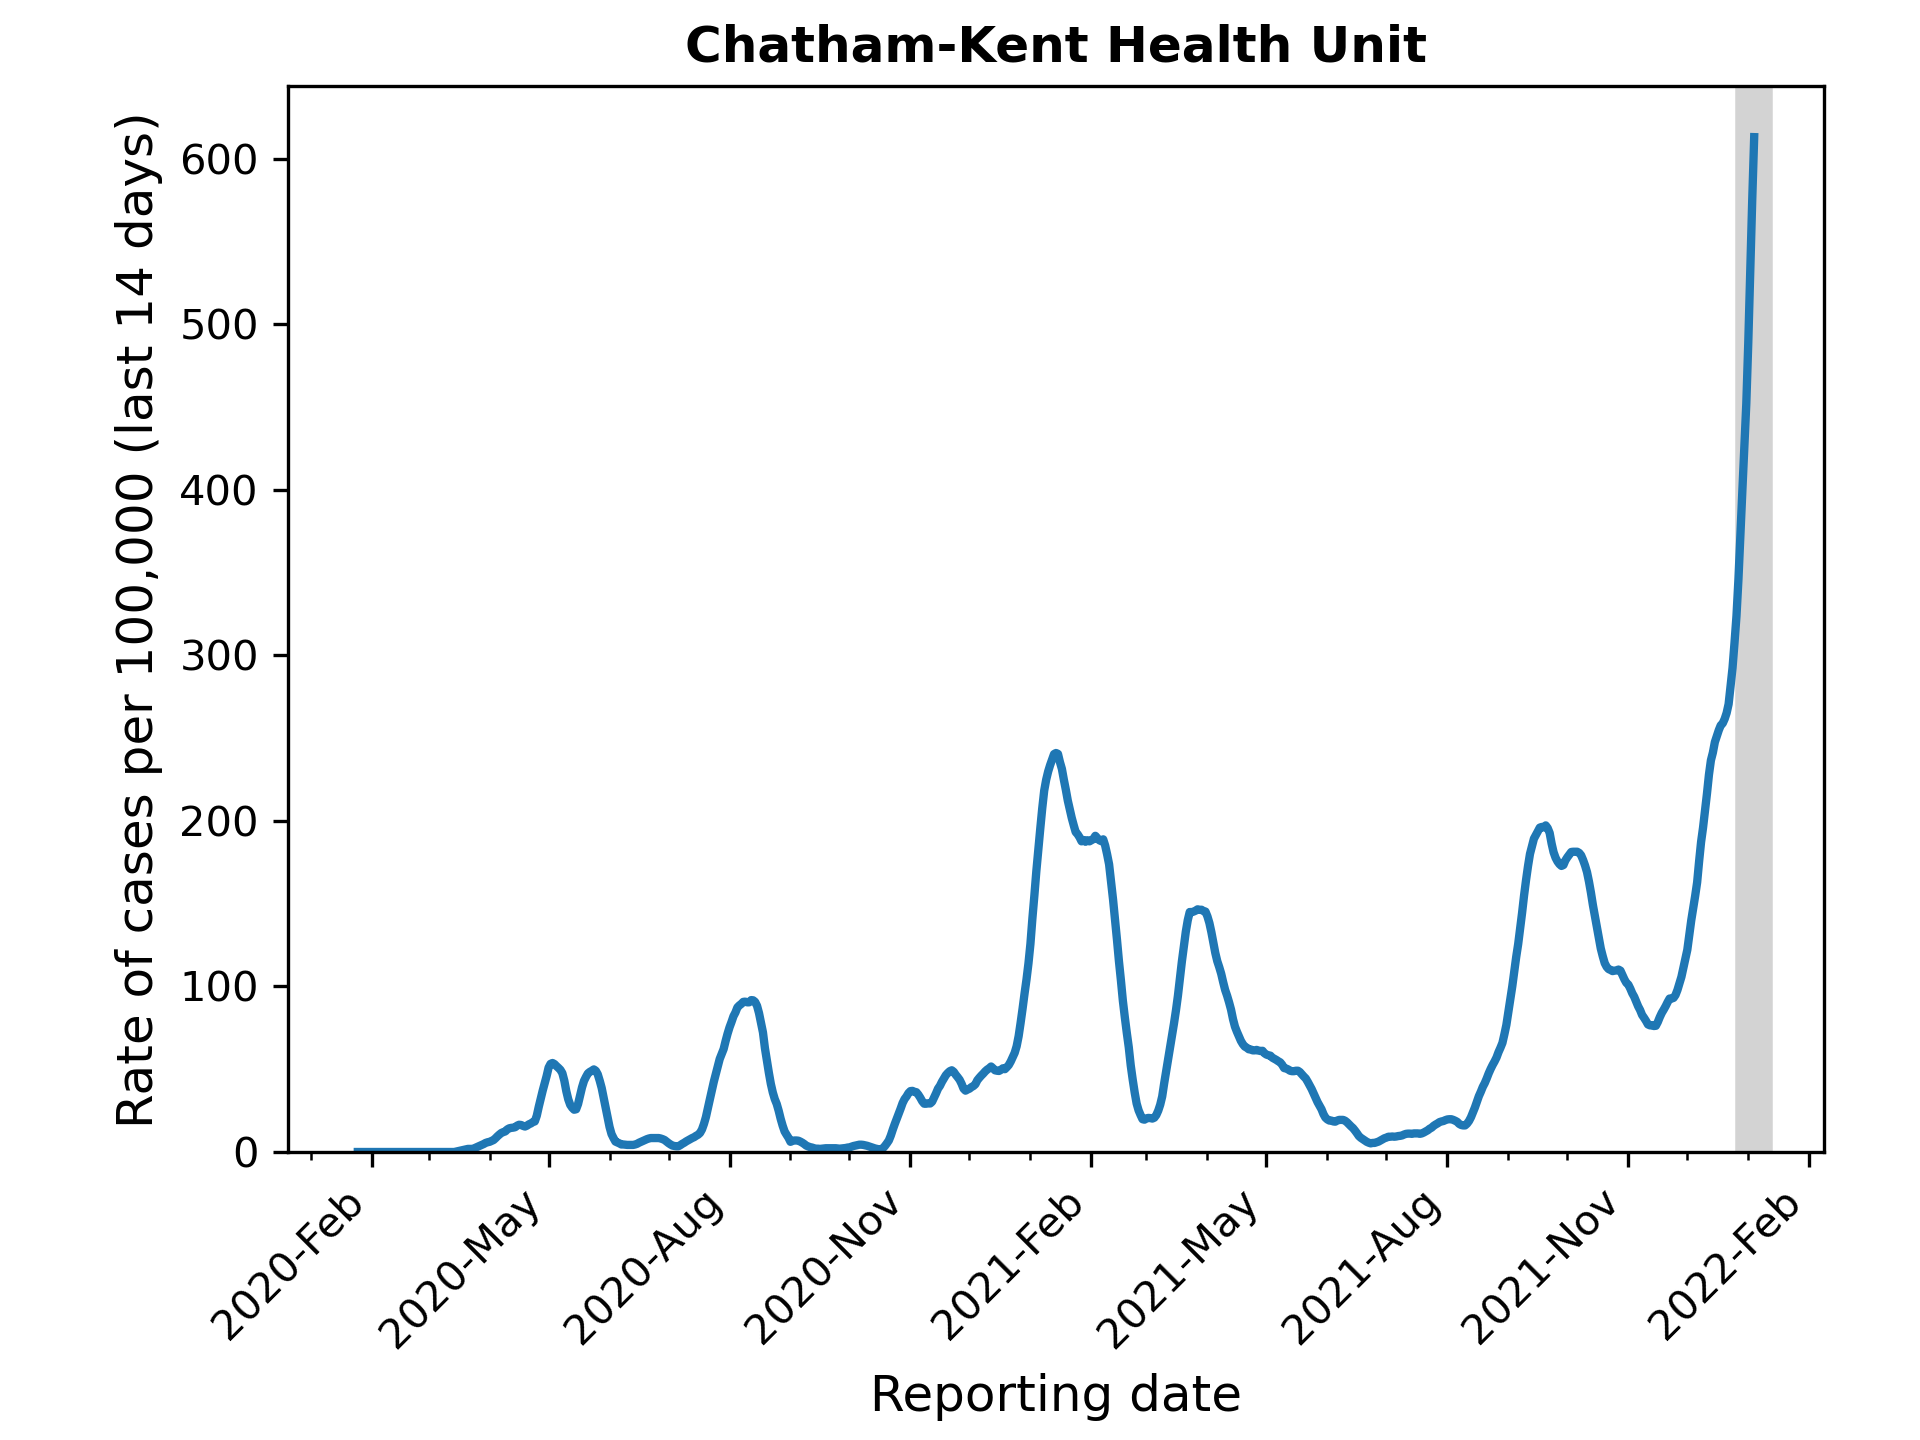 Chatham-Kent Health Unit
Rate of cases per 100,000 (last 14 days)
600
500
400
300
200
100
0
2020-Feb
2020-May
2020-Aug
2020-Nov
2021-Feb
2021-May
2021-Aug
2021-Nov
2022-Feb
Reporting date